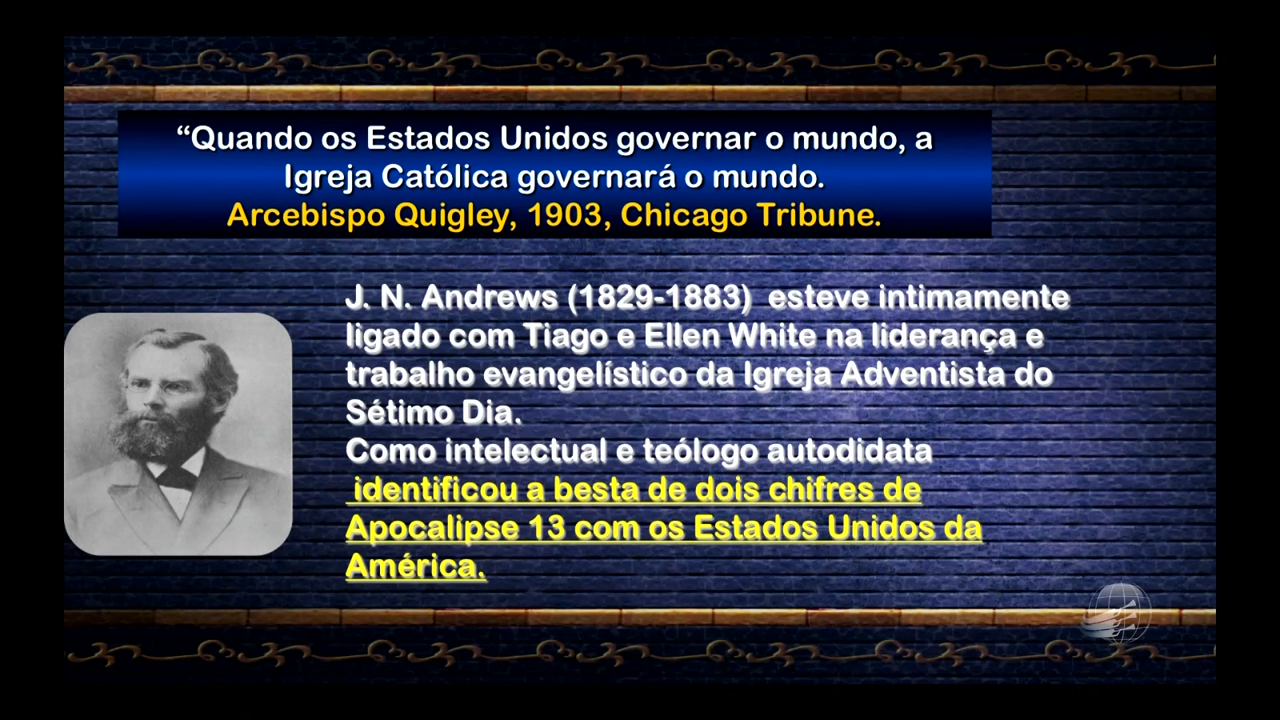 “Quando os Estados Unidos governar o mundo, a
Igreja Católica governará o mundo.
Arcebispo Quigley, 1903, Chicago Tribune.
J. N. Andrews (1829-1883)  esteve intimamente
ligado com Tiago e Ellen White na liderança e
trabalho evangelístico da Igreja Adventista do
Sétimo Dia.
Como intelectual e teólogo autodidata
identificou a besta de dois chifres de
Apocalipse 13 com os Estados Unidos da
América.